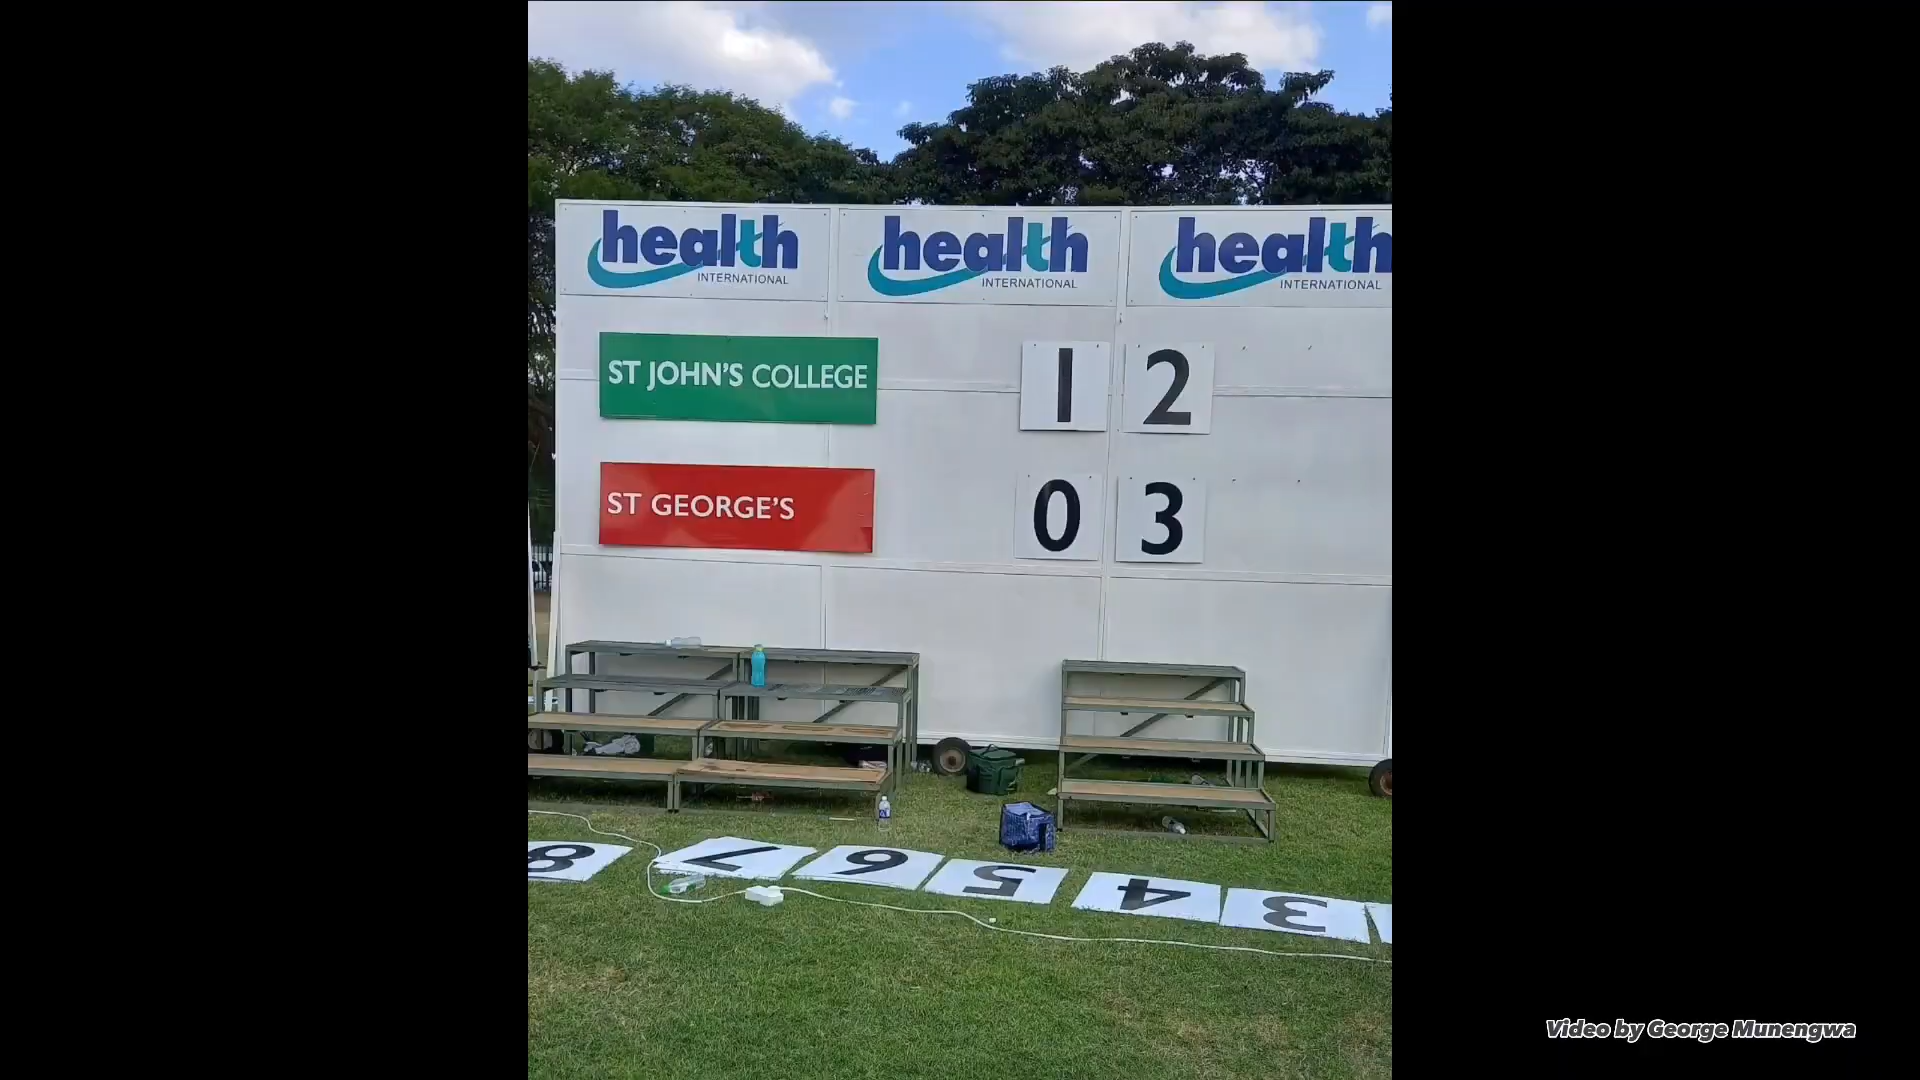 health INTERNATIONAL
health INTERNATIONAL
health INTERNATIONAL
ST JOHN'S COLLEGE 1 2
ST GEORGE'S 0 3
8 7 6 5 4 3
Video by George Munengwa